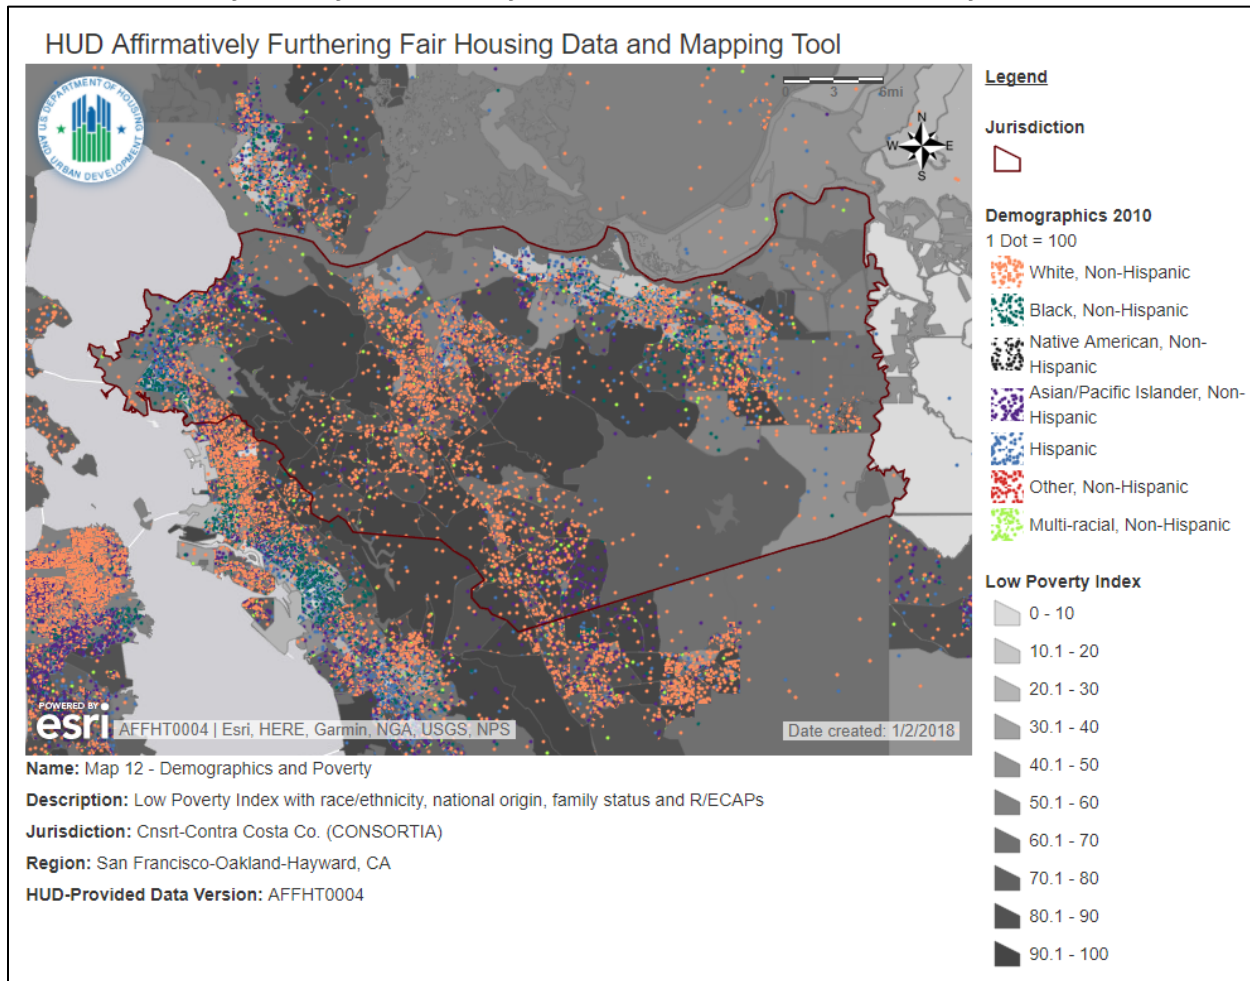 HUD Affirmatively Furthering Fair Housing Data and Mapping Tool
U.S. DEPARTMENT OF HOUSING
AND URBAN DEVELOPMENT
0 3 6mi
N
W E
S
POWERED BY
esri
AFFHT0004 | Esri, HERE, Garmin, NGA, USGS, NPS
Date created: 1/2/2018
Legend
Jurisdiction
Demographics 2010
1 Dot = 100
White, Non-Hispanic
Black, Non-Hispanic
Native American, Non-
Hispanic
Asian/Pacific Islander, Non-
Hispanic
Hispanic
Other, Non-Hispanic
Multi-racial, Non-Hispanic
Low Poverty Index
0 - 10
10.1 - 20
20.1 - 30
30.1 - 40
40.1 - 50
50.1 - 60
60.1 - 70
70.1 - 80
80.1 - 90
90.1 - 100
Name: Map 12 - Demographics and Poverty
Description: Low Poverty Index with race/ethnicity, national origin, family status and R/ECAPs
Jurisdiction: Cnsrt-Contra Costa Co. (CONSORTIA)
Region: San Francisco-Oakland-Hayward, CA
HUD-Provided Data Version: AFFHT0004